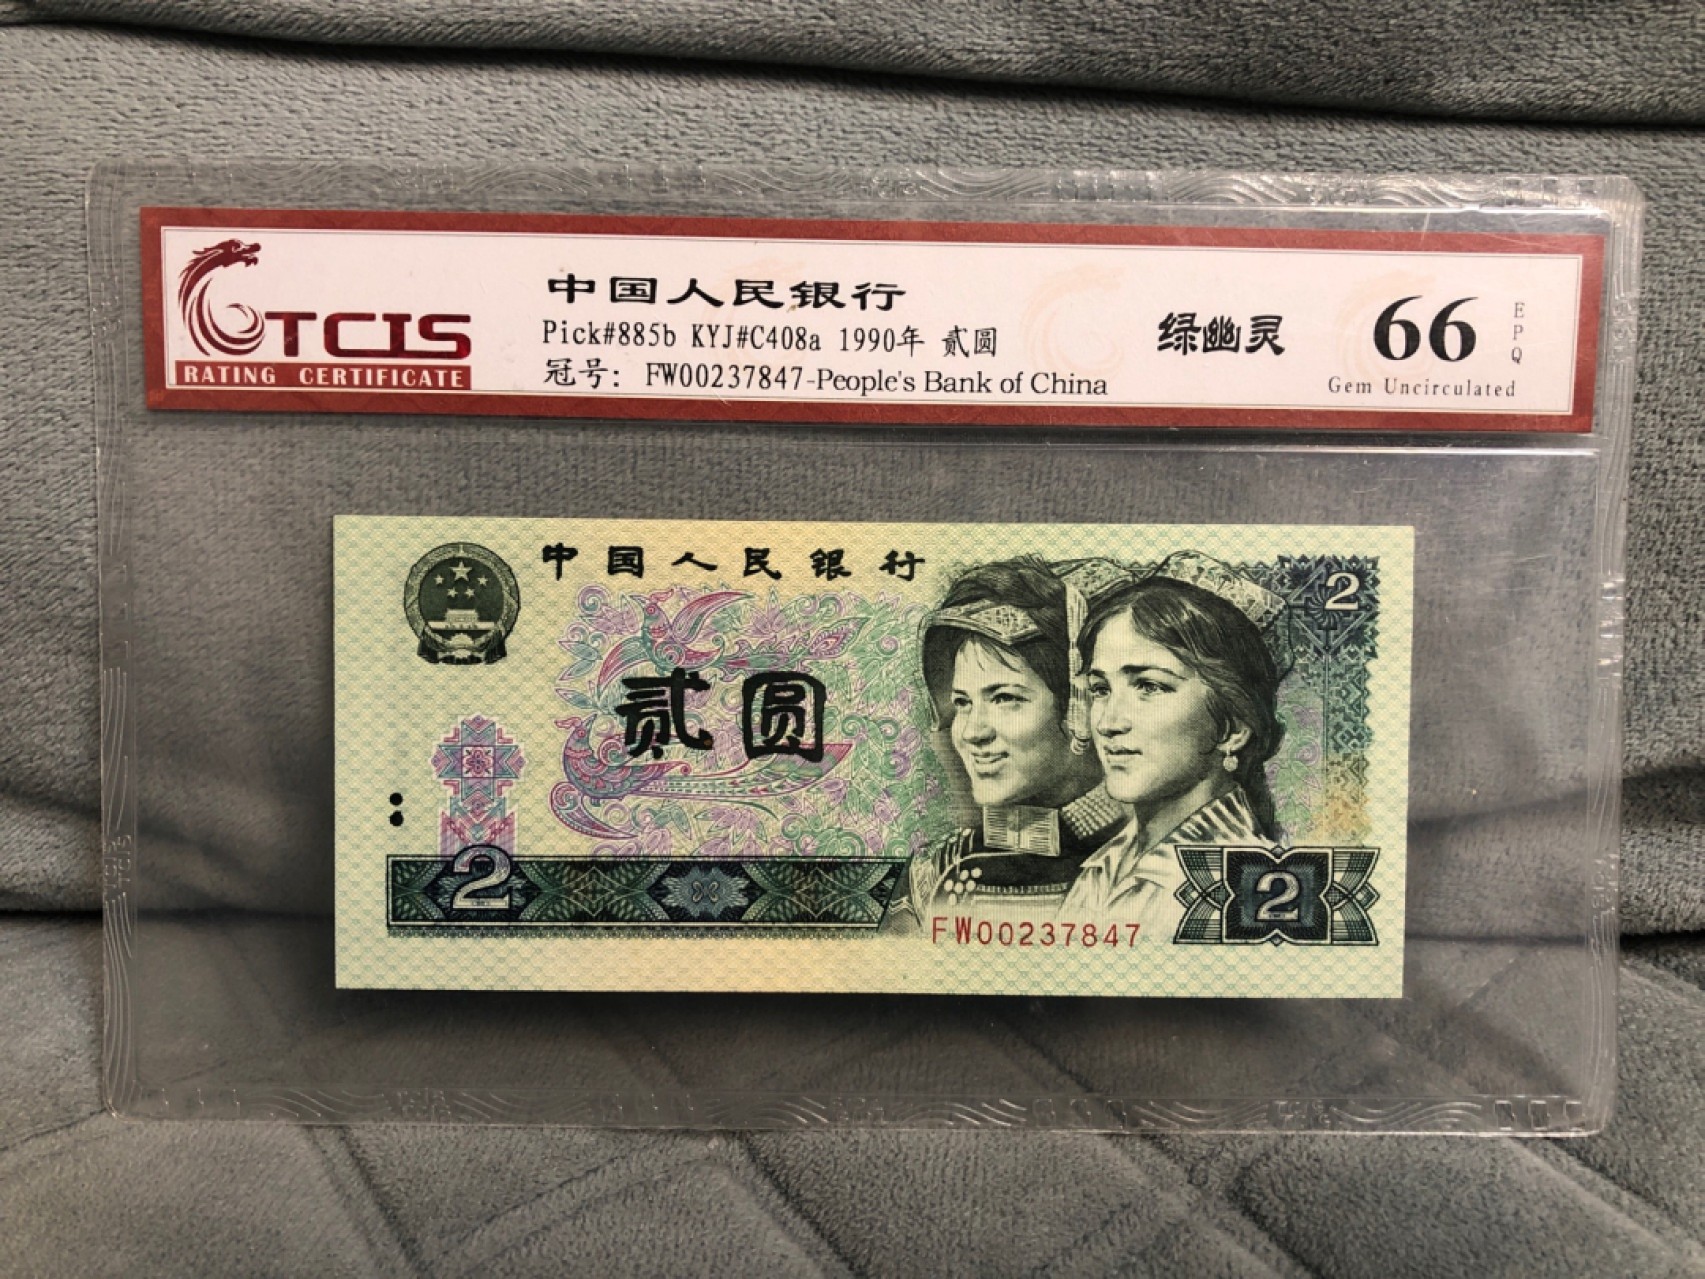 TCIS
RATING CERTIFICATE
中国人民银行
Pick#885b KYJ#C408a 1990年 贰圆
冠号: FW00237847-People's Bank of China
绿幽灵
66
EPQ
Gem Uncirculated
中国人民银行
2
贰圆
2
2
FW00237847